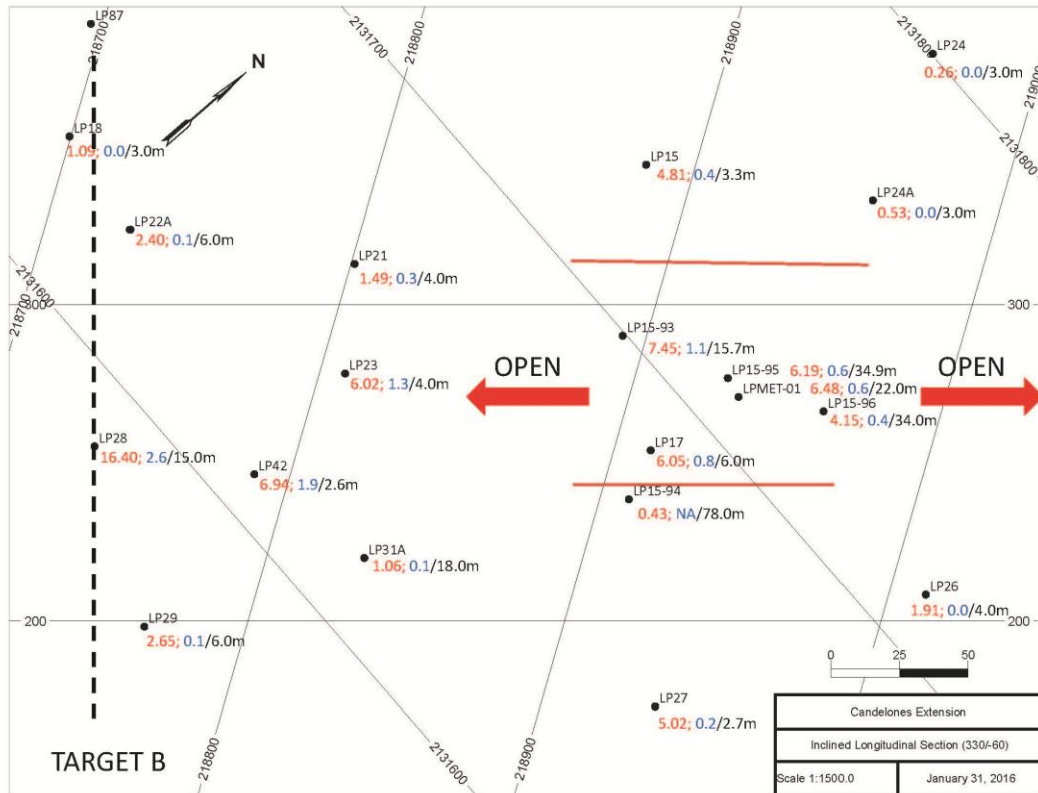 LP87
218700
2131700
218800
218900
2131800
LP24
0.26; 0.0/3.0m
219000
N
LP18
1.09; 0.0/3.0m
2131800
LP15
4.81; 0.4/3.3m
LP24A
0.53; 0.0/3.0m
LP22A
2.40; 0.1/6.0m
LP21
1.49; 0.3/4.0m
2131600
300
300
218700
LP15-93
7.45; 1.1/15.7m
LP23
6.02; 1.3/4.0m
OPEN
LP15-95
6.19; 0.6/34.9m
OPEN
LPMET-01
6.48; 0.6/22.0m
LP15-96
4.15; 0.4/34.0m
LP28
16.40; 2.6/15.0m
LP42
6.94; 1.9/2.6m
LP17
6.05; 0.8/6.0m
LP15-94
0.43; NA/78.0m
LP31A
1.06; 0.1/18.0m
LP26
1.91; 0.0/4.0m
200
200
LP29
2.65; 0.1/6.0m
0 25 50
LP27
5.02; 0.2/2.7m
TARGET B
218800
2131600
218900
Candelones Extension
Inclined Longitudinal Section (330/-60)
Scale 1:1500.0
January 31, 2016